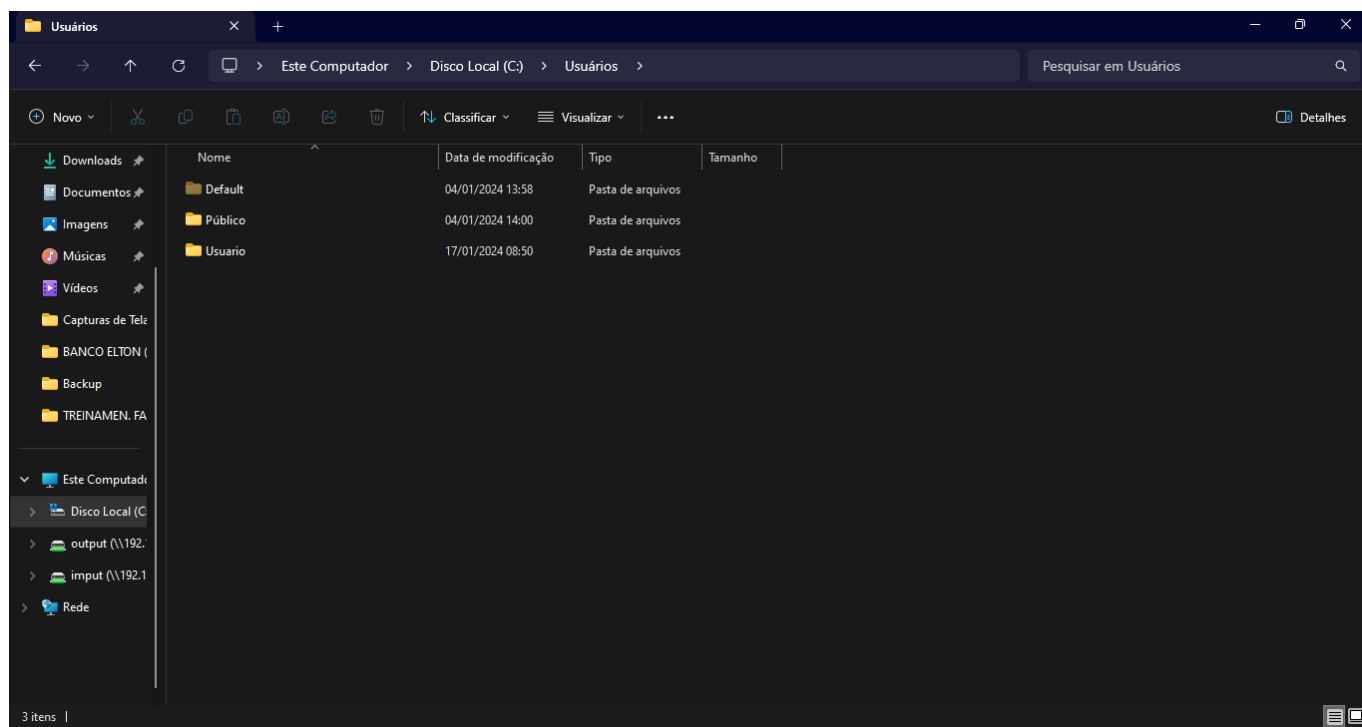 Usuários
Este Computador > Disco Local (C:) > Usuários >
Pesquisar em Usuários
Novo
Classificar
Visualizar
Detalhes
Downloads
Documentos
Imagens
Músicas
Vídeos
Capturas de Tela
BANCO ELTON (
Backup
TREINAMEN. FA
Este Computado
Disco Local (C:
output (\\192.1
imput (\\192.1
Rede
Nome Data de modificação Tipo Tamanho
Default 04/01/2024 13:58 Pasta de arquivos
Público 04/01/2024 14:00 Pasta de arquivos
Usuario 17/01/2024 08:50 Pasta de arquivos
3 itens